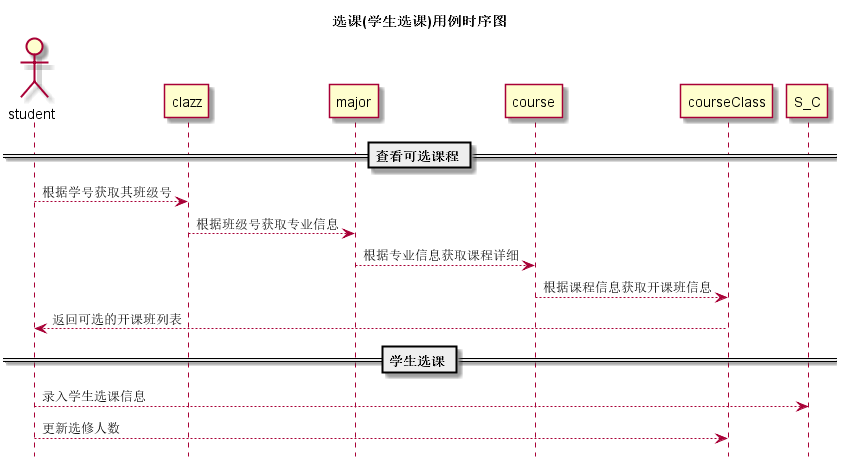 选课(学生选课)用例时序图
student
clazz
major
course
courseClass
S_C
查看可选课程
根据学号获取其班级号
根据班级号获取专业信息
根据专业信息获取课程详细
根据课程信息获取开课班信息
返回可选的开课班列表
学生选课
录入学生选课信息
更新选修人数